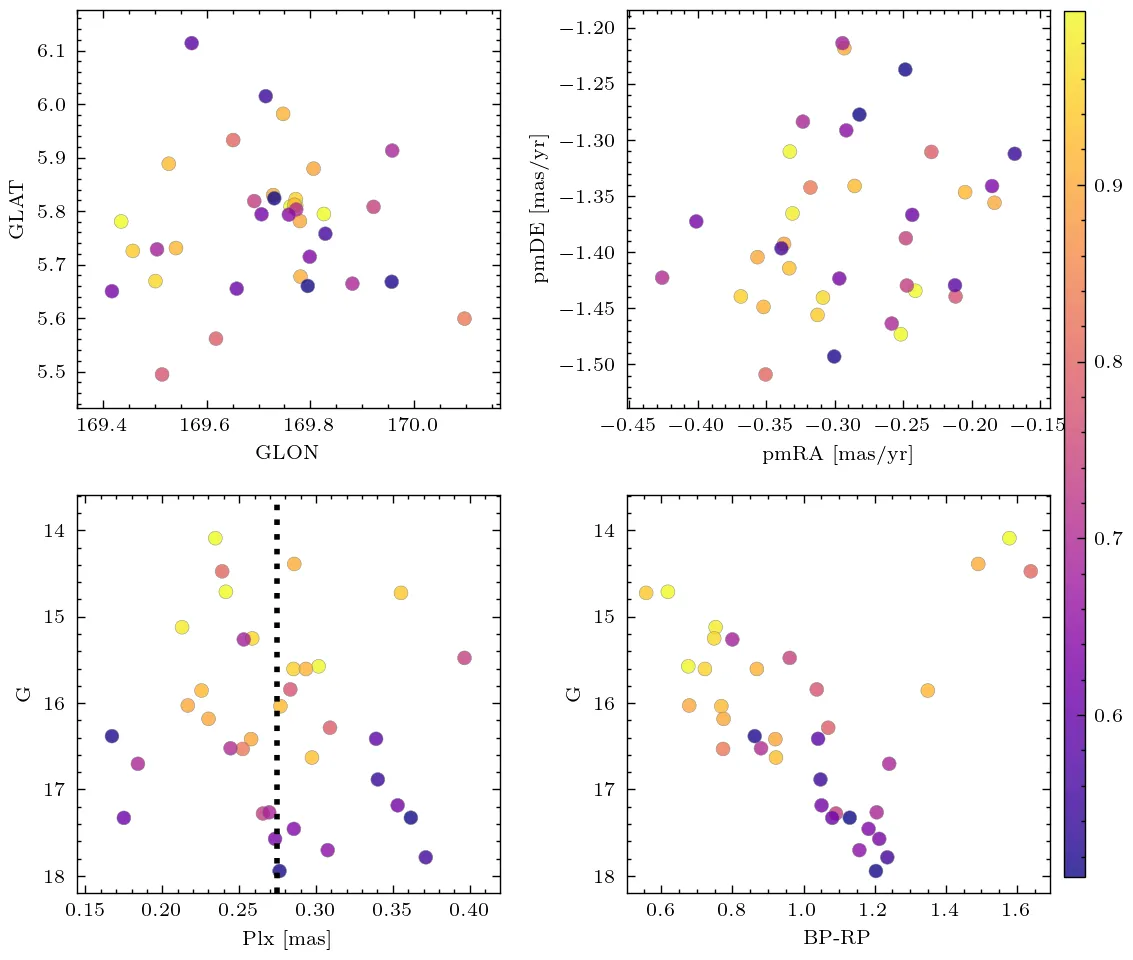 6.1
6.0
5.9
5.8
5.7
5.6
5.5
GLAT
169.4 169.6 169.8 170.0
GLON
−1.20
−1.25
−1.30
−1.35
−1.40
−1.45
−1.50
pmDE [mas/yr]
−0.45 −0.40 −0.35 −0.30 −0.25 −0.20 −0.15
pmRA [mas/yr]
14
15
16
17
18
G
0.15 0.20 0.25 0.30 0.35 0.40
Plx [mas]
14
15
16
17
18
G
0.6 0.8 1.0 1.2 1.4 1.6
BP-RP
0.9
0.8
0.7
0.6